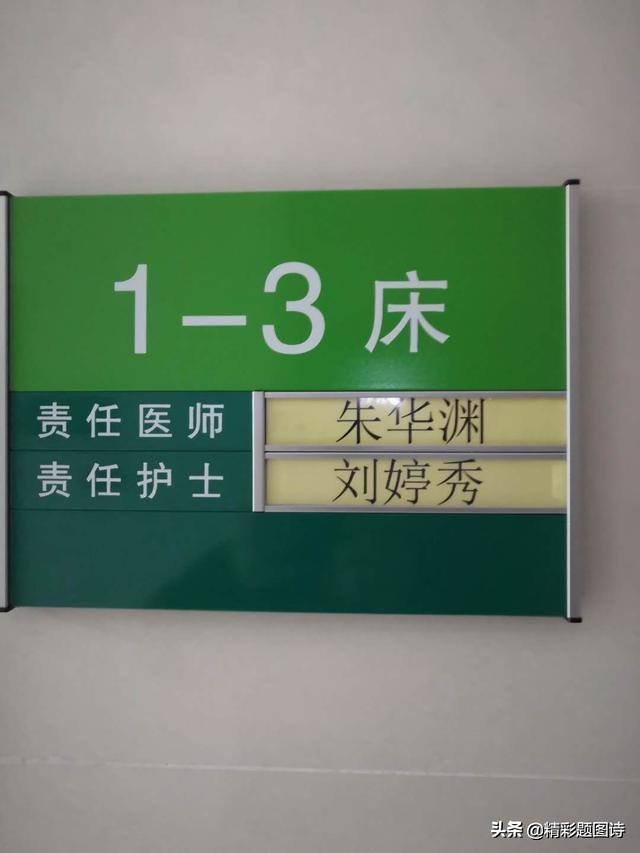 1-3 床
责任医师 朱华渊
责任护士 刘婷秀
头条 @精彩题图诗